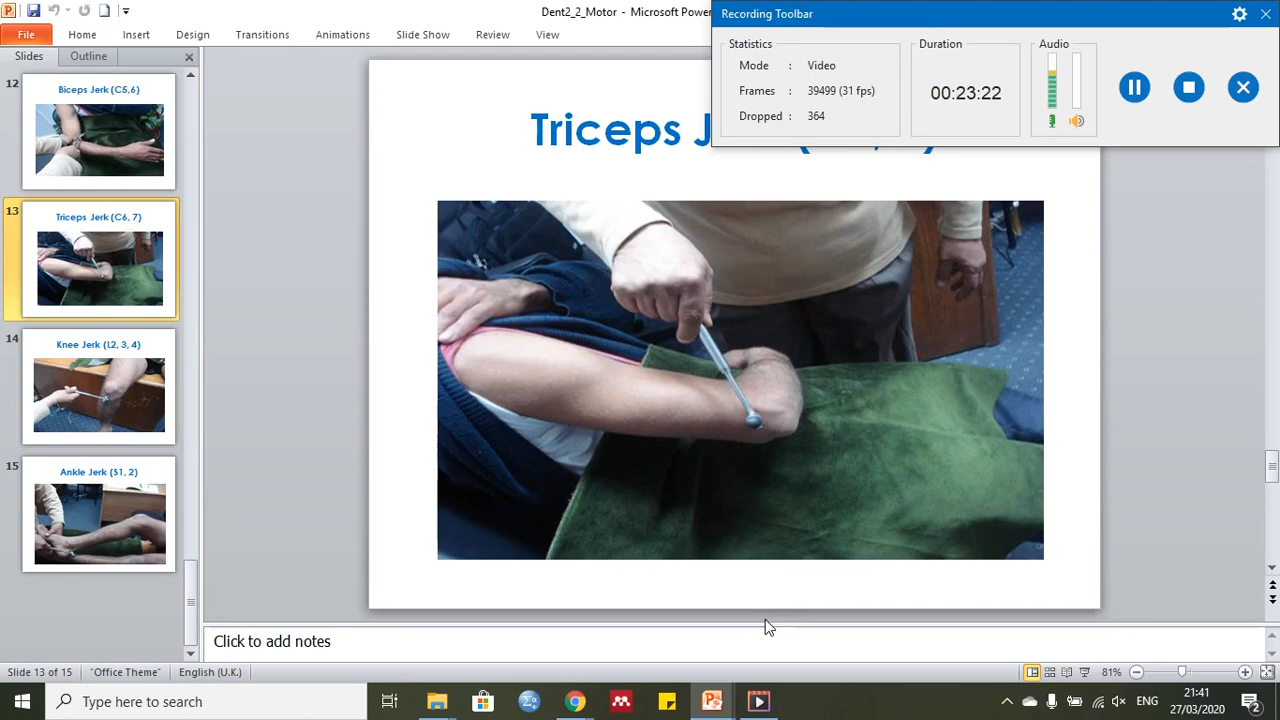 Dent2_2_Motor - Microsoft Power
Recording Toolbar
File Home Insert Design Transitions Animations Slide Show Review View
Statistics
Mode : Video
Frames : 39499 (31 fps)
Dropped : 364
Duration
00:23:22
Audio
Slides Outline
12
Biceps Jerk (C5,6)
13
Triceps Jerk (C6, 7)
14
Knee Jerk (L2, 3, 4)
15
Ankle Jerk (S1, 2)
Triceps J
Click to add notes
Slide 13 of 15 "Office Theme" English (U.K.) 81%
Type here to search
ENG
21:41
27/03/2020
2